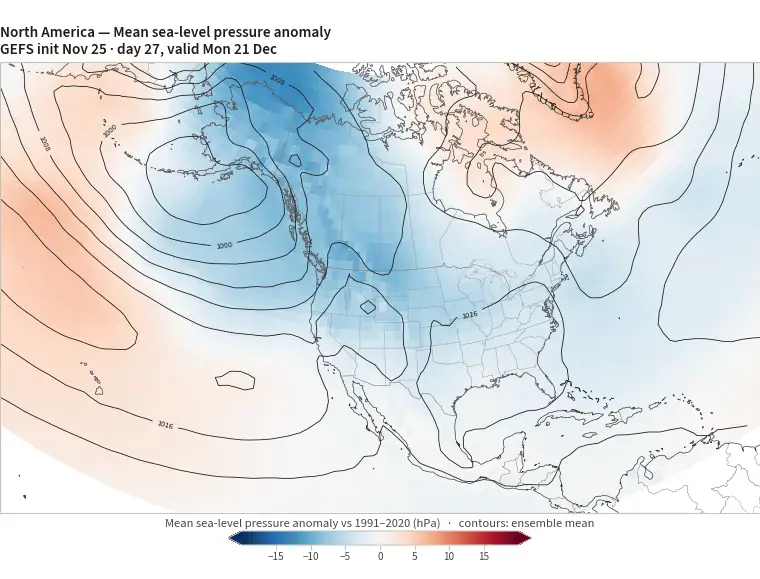 North America — Mean sea-level pressure anomaly
GEFS init Nov 25 · day 27, valid Mon 21 Dec
1008
1000
1008
1000
1016
1016
Mean sea-level pressure anomaly vs 1991–2020 (hPa) · contours: ensemble mean
−15 −10 −5 0 5 10 15